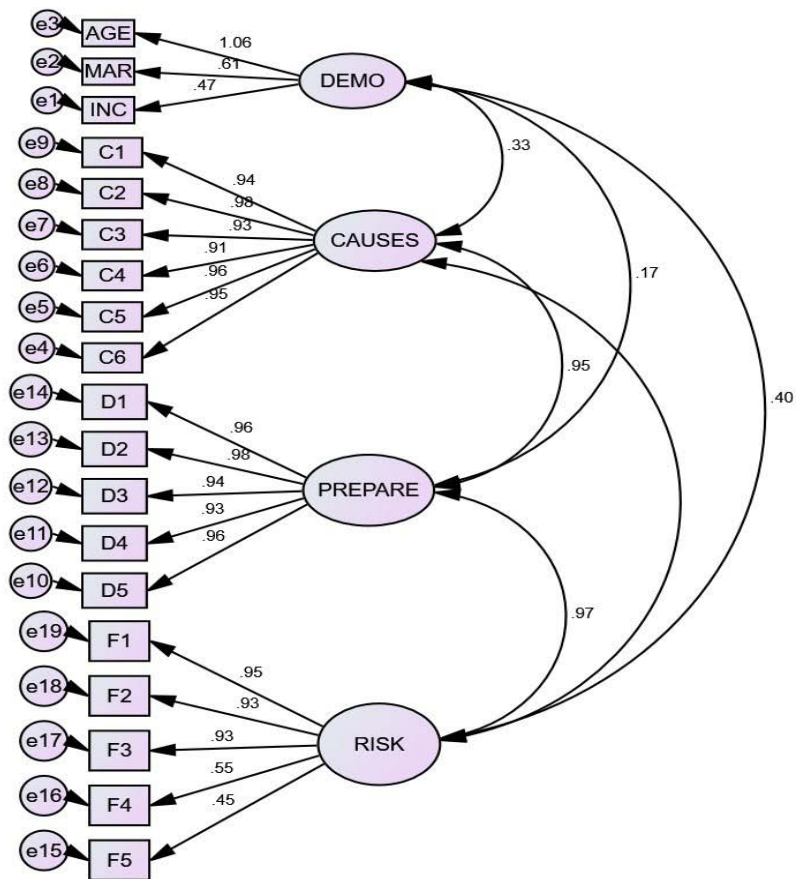 e3 AGE
1.06
e2 MAR
.61
DEMO
e1 INC
.47
e9 C1
.33
e8 C2
.94
.98
e7 C3
.93
CAUSES
e6 C4
.91
.17
e5 C5
.96
e4 C6
.95
.95
e14 D1
.40
e13 D2
.96
.98
e12 D3
.94
PREPARE
e11 D4
.93
e10 D5
.96
e19 F1
.97
e18 F2
.95
.93
e17 F3
.93
RISK
e16 F4
.55
e15 F5
.45